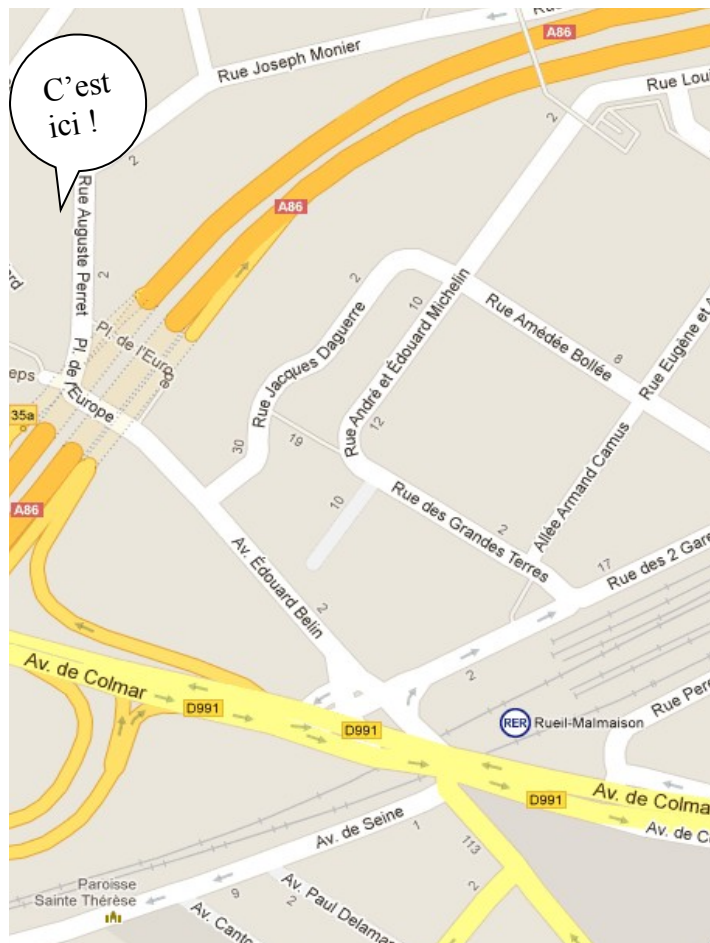 C'est
ici !
Rue Joseph Monier
A86
Rue Loui
2
2
Rue Auguste Perret
A86
2
2
Pl. de l'Europe
10
Rue André et Édouard Michelin
Rue Jacques Daguerre
Rue Amédée Bollée
8
Rue Eugène et A
eps
Pl. de l'Europe
35a
12
19
30
10
A86
Rue des Grandes Terres
2
Allée Armand Camus
17
Rue des 2 Gare
Av. Édouard Belin
2
Av. de Colmar
D991
2
RER Rueil-Malmaison
Rue Pere
D991
D991
Av. de Colma
Av. de C
Av. de Seine
1
113
2
Paroisse
Sainte Thérèse
9
2
Av. Paul Delamar
Av. Canto